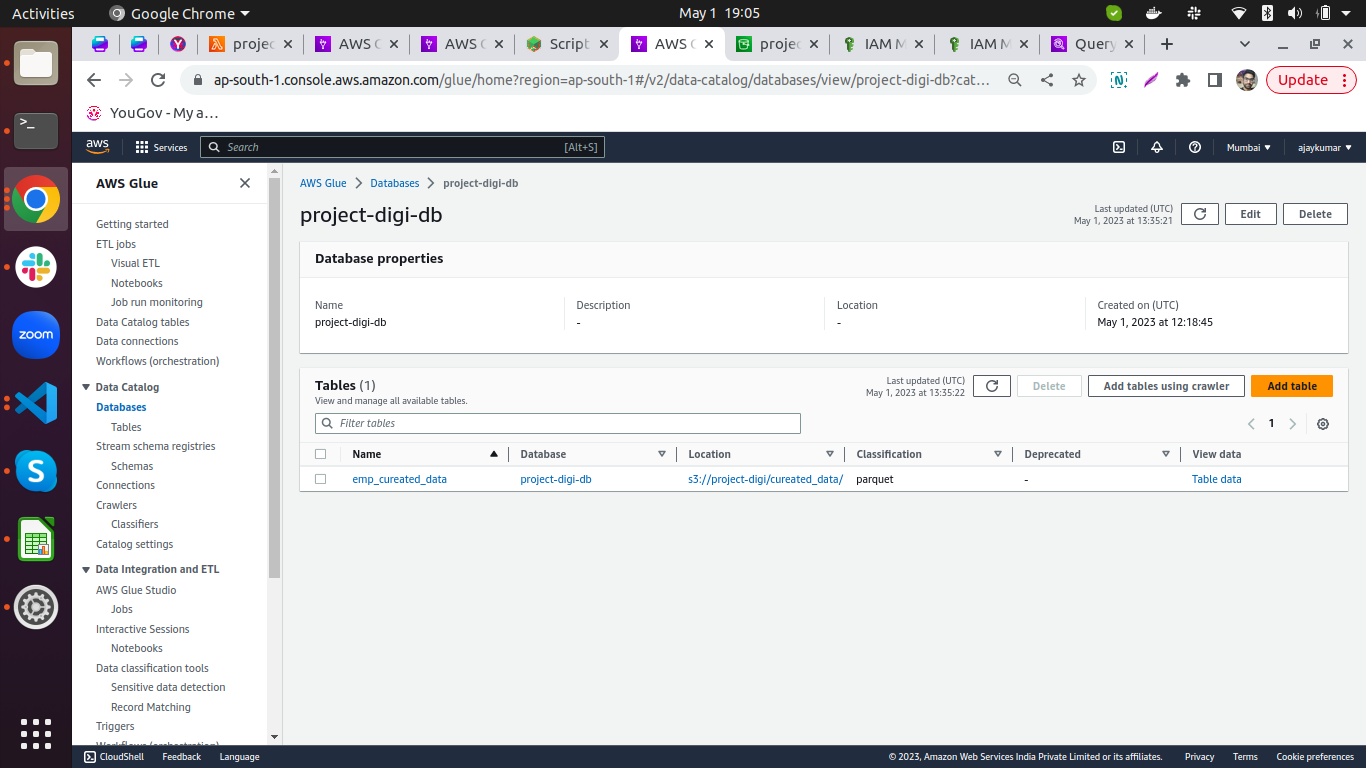 Activities
Google Chrome
May 1 19:05
projec
AWS G
AWS G
Script
AWS G
projec
IAM M
IAM M
Query
ap-south-1.console.aws.amazon.com/glue/home?region=ap-south-1#/v2/data-catalog/databases/view/project-digi-db?cat...
Update
YouGov - My a...
aws
Services
Search
[Alt+S]
Mumbai
ajaykumar
AWS Glue
Getting started
ETL jobs
Visual ETL
Notebooks
Job run monitoring
Data Catalog tables
Data connections
Workflows (orchestration)
Data Catalog
Databases
Tables
Stream schema registries
Schemas
Connections
Crawlers
Classifiers
Catalog settings
Data Integration and ETL
AWS Glue Studio
Jobs
Interactive Sessions
Notebooks
Data classification tools
Sensitive data detection
Record Matching
Triggers
Workflows (orchestration)
AWS Glue
Databases
project-digi-db
project-digi-db
Last updated (UTC)
May 1, 2023 at 13:35:21
Edit
Delete
Database properties
Name
project-digi-db
Description
-
Location
-
Created on (UTC)
May 1, 2023 at 12:18:45
Tables (1)
View and manage all available tables.
Last updated (UTC)
May 1, 2023 at 13:35:22
Delete
Add tables using crawler
Add table
Filter tables
1
Name
Database
Location
Classification
Deprecated
View data
emp_cureated_data
project-digi-db
s3://project-digi/cureated_data/
parquet
-
Table data
zoom
CloudShell
Feedback
Language
© 2023, Amazon Web Services India Private Limited or its affiliates.
Privacy
Terms
Cookie preferences